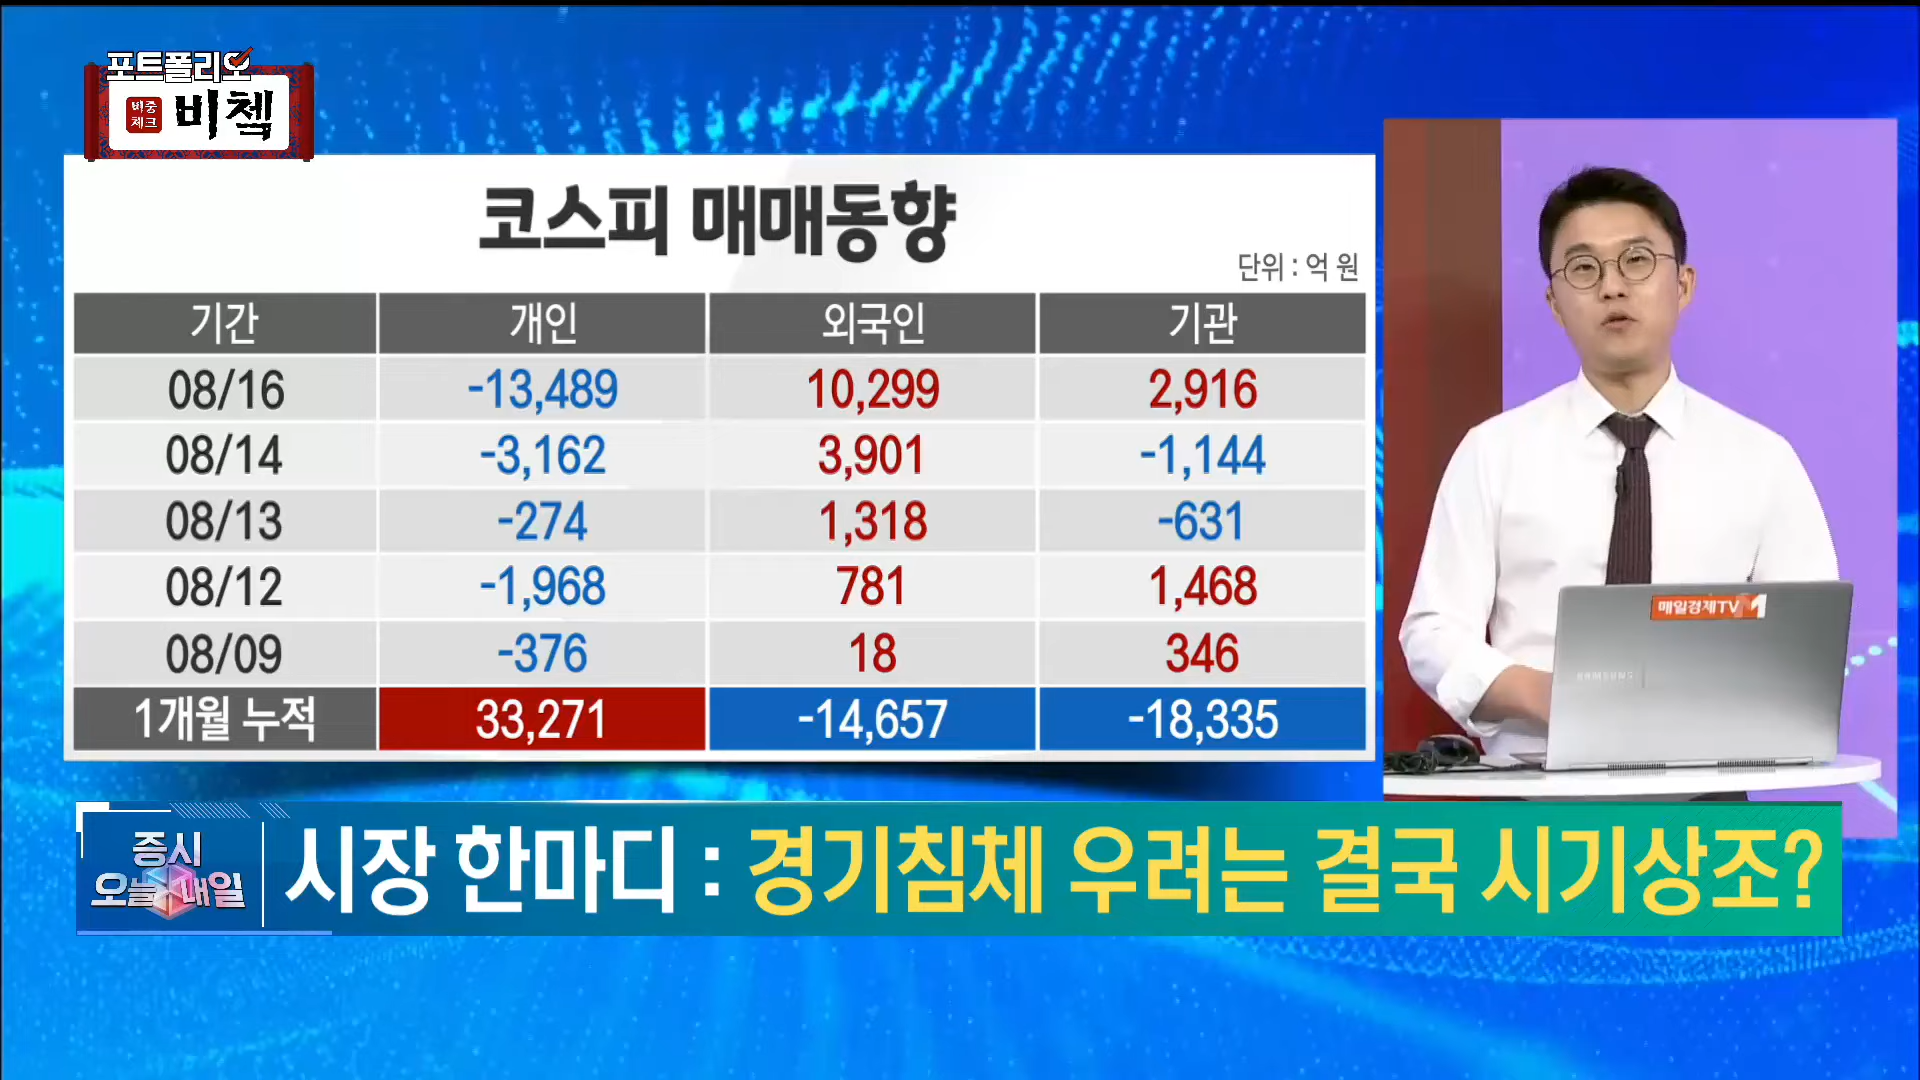 포트폴리오
비중
체크
비첵
코스피 매매동향
단위 : 억 원
기간 개인 외국인 기관
08/16 -13,489 10,299 2,916
08/14 -3,162 3,901 -1,144
08/13 -274 1,318 -631
08/12 -1,968 781 1,468
08/09 -376 18 346
1개월 누적 33,271 -14,657 -18,335
매일경제TV
SAMSUNG
증시
오늘 내일
시장 한마디 : 경기침체 우려는 결국 시기상조?